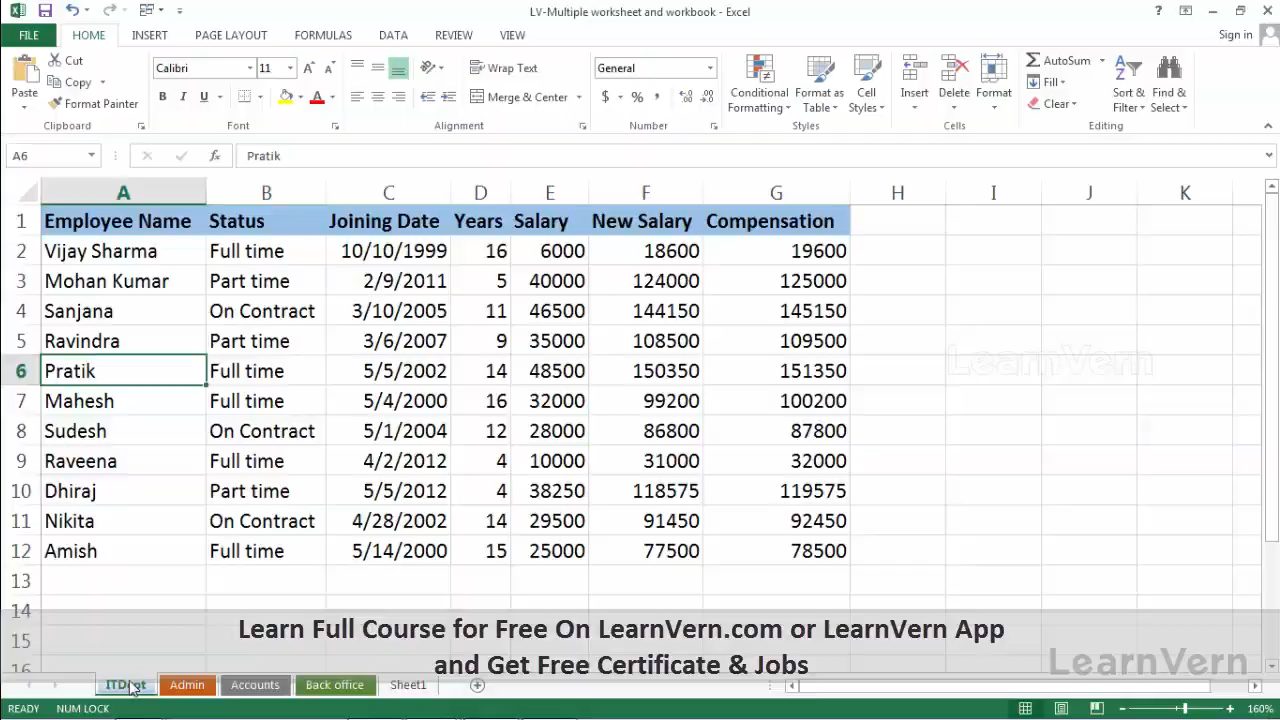 LV-Multiple worksheet and workbook - Excel
FILE HOME INSERT PAGE LAYOUT FORMULAS DATA REVIEW VIEW Sign in
Cut
Copy
Format Painter
Paste
Clipboard
Calibri 11
B I U
Font
Wrap Text
Merge & Center
Alignment
General
$ % ,
Number
Conditional Formatting
Format as Table
Cell Styles
Styles
Insert Delete Format
Cells
AutoSum
Fill
Clear
Sort & Filter
Find & Select
Editing
A6 fx Pratik
A B C D E F G H I J K
1 Employee Name Status Joining Date Years Salary New Salary Compensation
2 Vijay Sharma Full time 10/10/1999 16 6000 18600 19600
3 Mohan Kumar Part time 2/9/2011 5 40000 124000 125000
4 Sanjana On Contract 3/10/2005 11 46500 144150 145150
5 Ravindra Part time 3/6/2007 9 35000 108500 109500
6 Pratik Full time 5/5/2002 14 48500 150350 151350
7 Mahesh Full time 5/4/2000 16 32000 99200 100200
8 Sudesh On Contract 5/1/2004 12 28000 86800 87800
9 Raveena Full time 4/2/2012 4 10000 31000 32000
10 Dhiraj Part time 5/5/2012 4 38250 118575 119575
11 Nikita On Contract 4/28/2002 14 29500 91450 92450
12 Amish Full time 5/14/2000 15 25000 77500 78500
13
14
15
16
LearnVern
Learn Full Course for Free On LearnVern.com or LearnVern App
and Get Free Certificate & Jobs
LearnVern
Admin Accounts Back office Sheet1
READY NUM LOCK 160%